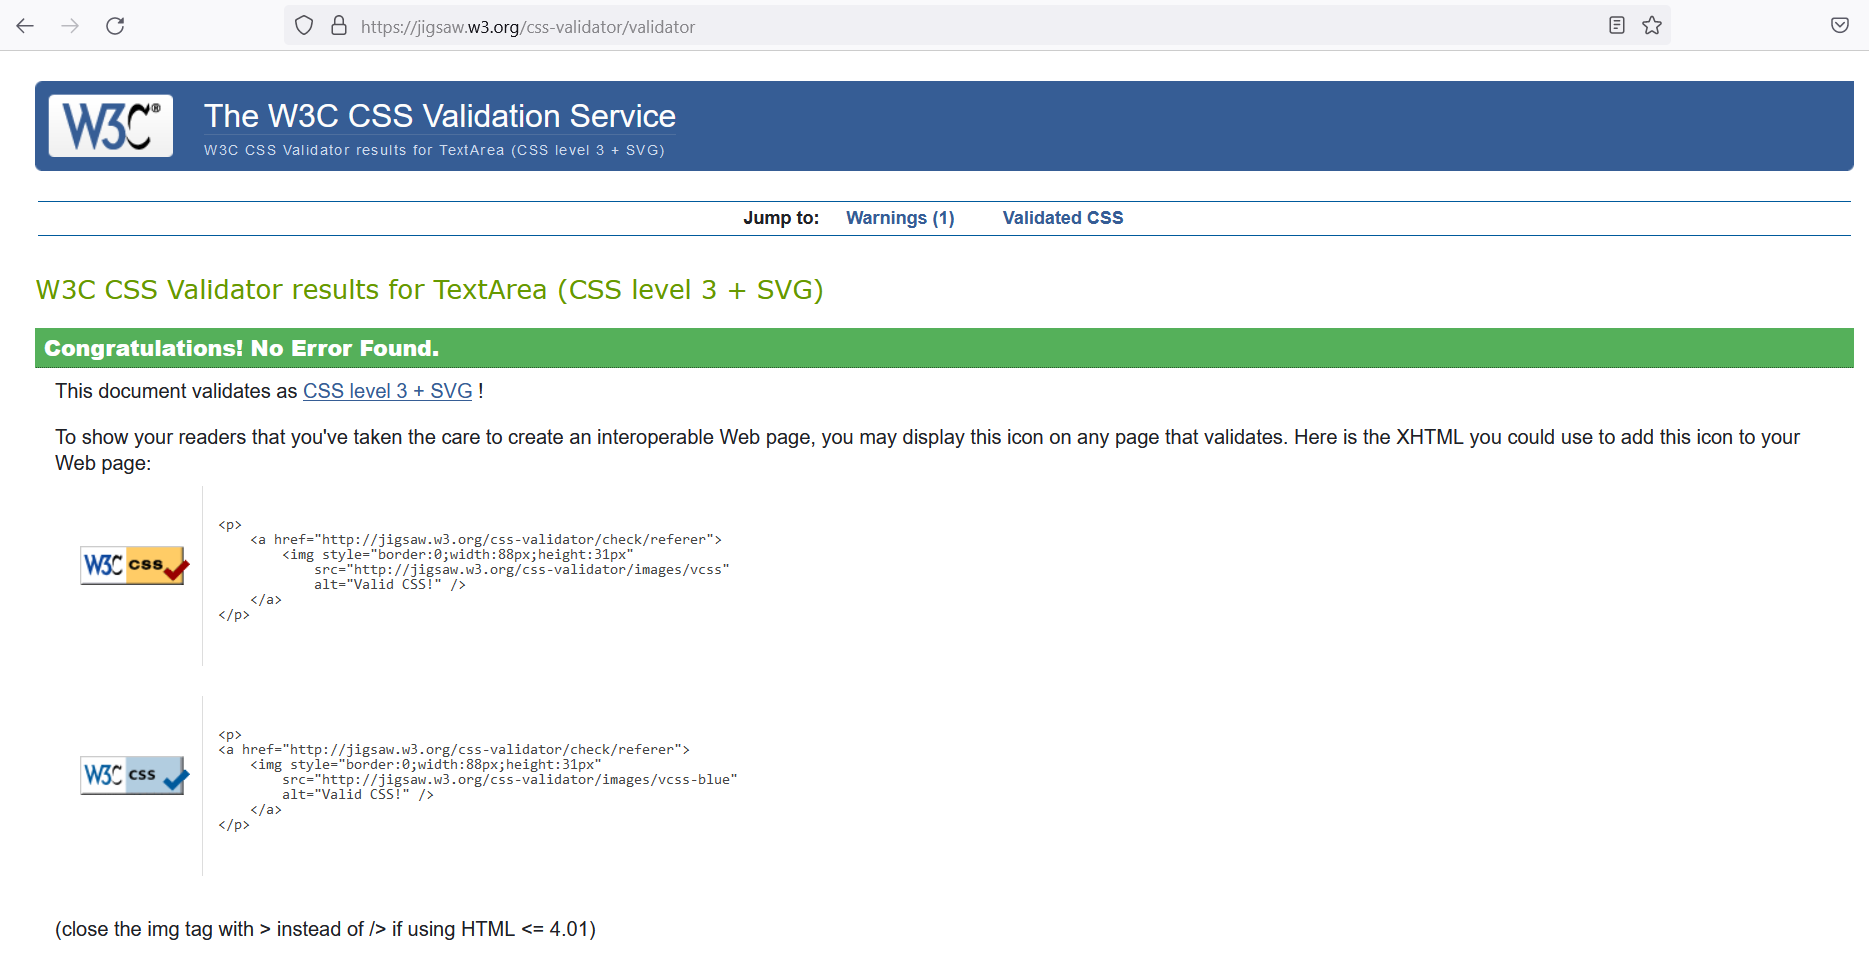 https://jigsaw.w3.org/css-validator/validator
W3C®
The W3C CSS Validation Service
W3C CSS Validator results for TextArea (CSS level 3 + SVG)
Jump to: Warnings (1) Validated CSS
W3C CSS Validator results for TextArea (CSS level 3 + SVG)
Congratulations! No Error Found.
This document validates as CSS level 3 + SVG !
To show your readers that you've taken the care to create an interoperable Web page, you may display this icon on any page that validates. Here is the XHTML you could use to add this icon to your
Web page:
W3C css
<p>
    <a href="http://jigsaw.w3.org/css-validator/check/referer">
        <img style="border:0;width:88px;height:31px"
            src="http://jigsaw.w3.org/css-validator/images/vcss"
            alt="Valid CSS!" />
    </a>
</p>
W3C css
<p>
<a href="http://jigsaw.w3.org/css-validator/check/referer">
    <img style="border:0;width:88px;height:31px"
        src="http://jigsaw.w3.org/css-validator/images/vcss-blue"
        alt="Valid CSS!" />
    </a>
</p>
(close the img tag with > instead of /> if using HTML <= 4.01)